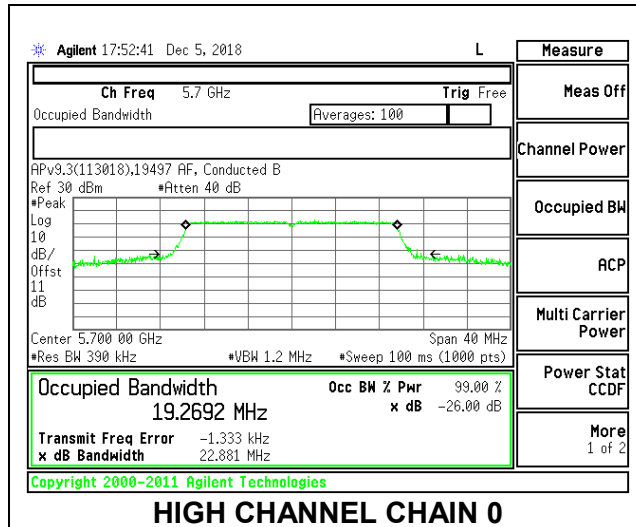 Agilent 17:52:41 Dec 5, 2018 L Measure
Ch Freq 5.7 GHz Trig Free
Meas Off
Occupied Bandwidth Averages: 100
Channel Power
APv9.3(113018),19497 AF, Conducted B
Ref 30 dBm #Atten 40 dB
#Peak
Log
10
dB/
Offst
11
dB
Occupied BW
ACP
Multi Carrier
Power
Center 5.700 00 GHz Span 40 MHz
#Res BW 390 kHz #VBW 1.2 MHz #Sweep 100 ms (1000 pts)
Power Stat
CCDF
Occupied Bandwidth Occ BW % Pwr 99.00 %
19.2692 MHz x dB -26.00 dB
Transmit Freq Error -1.333 kHz
x dB Bandwidth 22.881 MHz
More
1 of 2
Copyright 2000-2011 Agilent Technologies
HIGH CHANNEL CHAIN 0